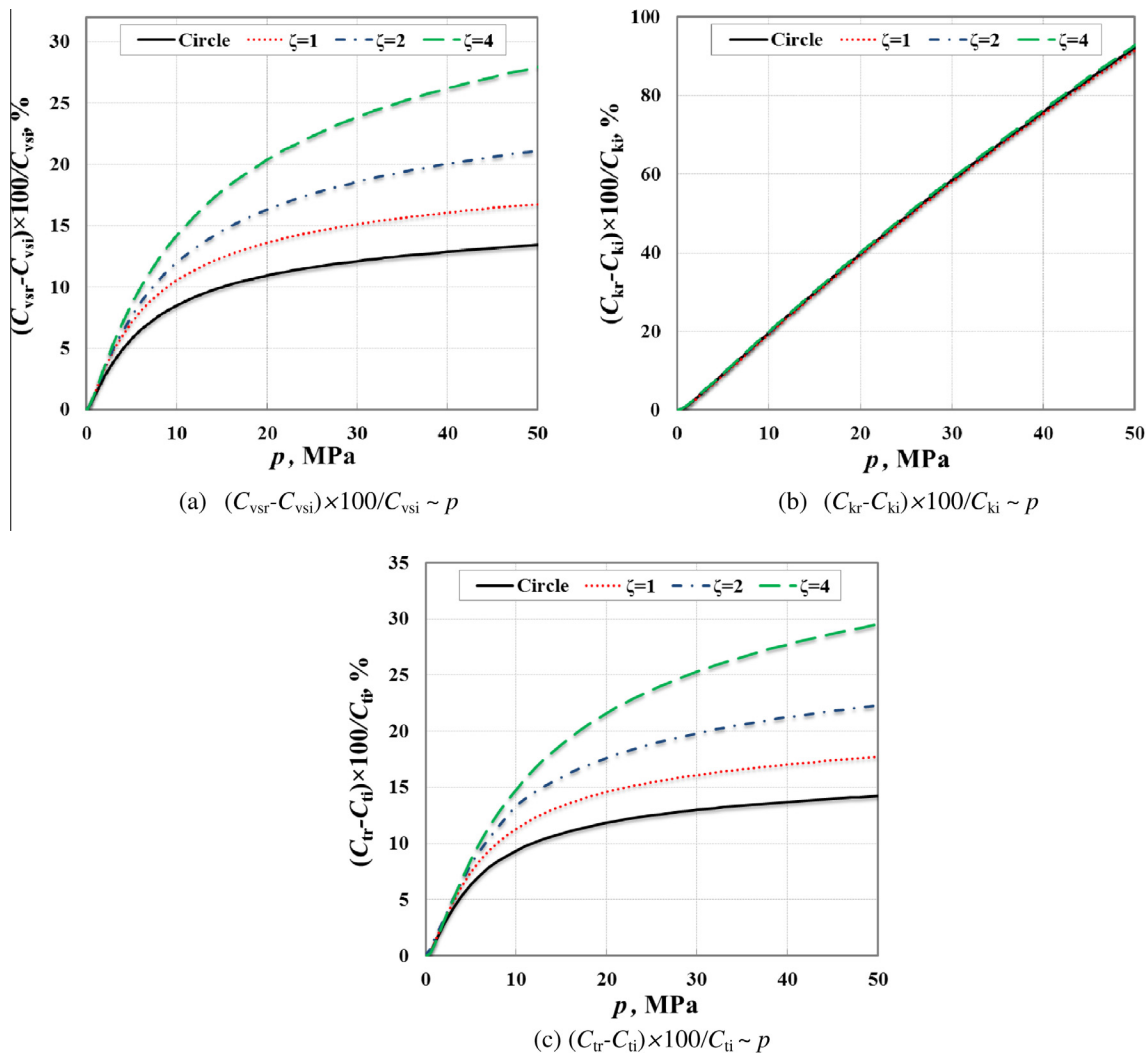 30
25
20
15
10
5
0
(Cvsr-Cvsi)×100/Cvsi, %
Circle ζ=1 ζ=2 ζ=4
0 10 20 30 40 50
p, MPa
(a) (Cvsr-Cvsi)×100/Cvsi ~ p
100
80
60
40
20
0
(Ckr-Cki)×100/Cki, %
Circle ζ=1 ζ=2 ζ=4
0 10 20 30 40 50
p, MPa
(b) (Ckr-Cki)×100/Cki ~ p
35
30
25
20
15
10
5
0
(Ctr-Cti)×100/Cti, %
Circle ζ=1 ζ=2 ζ=4
0 10 20 30 40 50
p, MPa
(c) (Ctr-Cti)×100/Cti ~ p